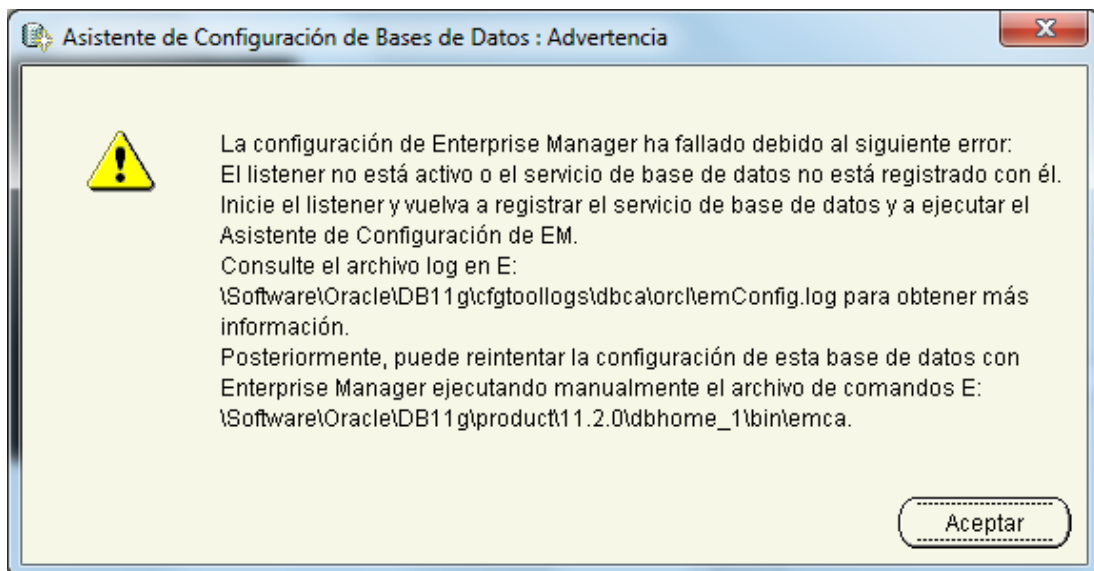 Asistente de Configuración de Bases de Datos : Advertencia
La configuración de Enterprise Manager ha fallado debido al siguiente error:
El listener no está activo o el servicio de base de datos no está registrado con él.
Inicie el listener y vuelva a registrar el servicio de base de datos y a ejecutar el
Asistente de Configuración de EM.
Consulte el archivo log en E:
\Software\Oracle\DB11g\cfgtoollogs\dbca\orcl\emConfig.log para obtener más
información.
Posteriormente, puede reintentar la configuración de esta base de datos con
Enterprise Manager ejecutando manualmente el archivo de comandos E:
\Software\Oracle\DB11g\product\11.2.0\dbhome_1\bin\emca.
Aceptar